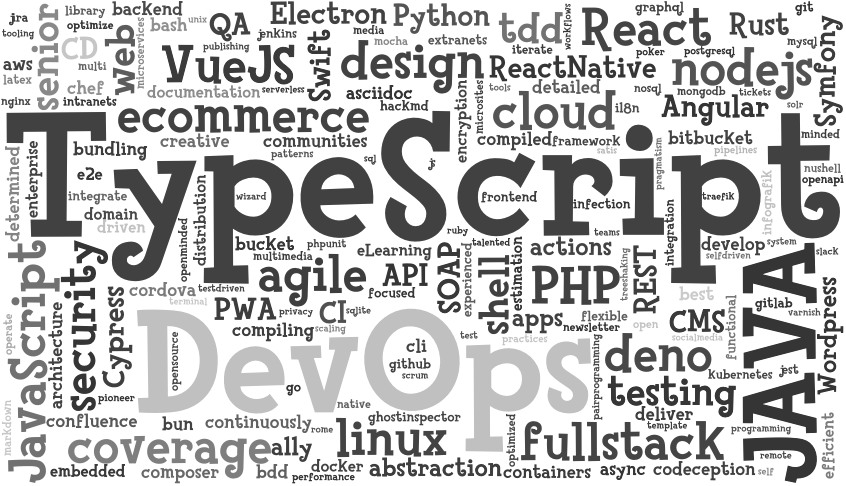 jra
library
backend
Electron
Python
graphql
git
tooling
optimize
bash
unix
QA
jenkins
media
extranets
tdd
workflows
React
Rust
senior
CD
web
microservices
publishing
mocha
iterate
poker
postgresql
mysql
aws
multi
VueJS
Swift
design
ReactNative
nodejs
Symfony
latex
chef
documentation
serverless
asciidoc
encryption
microsites
tools
detailed
nosql
mongodb
tickets
nginx
intranets
ecommerce
hacKmd
cloud
i18n
Angular
solr
creative
communities
compiled
framework
bitbucKet
minded
determined
enterprise
bundling
patterns
sql
satis
pragmatism
pipelines
nushell
openapi
TypeScript
e2e
integrate
domain
driven
openminded
distribution
wizard
jr
frontend
infection
traefik
infografik
ruby
teams
integration
bucket
phpunit
eLearning
talented
actions
develop
system
selfdriven
slack
multimedia
agile
API
SOAP
experienced
shell
estimation
PHP
treeshaking
REST
JavaScript
security
cordova
testdriven
focused
best
gitlab
JAVA
terminal
PWA
privacy
CI
sqlite
apps
flexible
newsletter
open
CMS
functional
varnish
Wordpress
operate
architecture
Cypress
compiling
scaling
test
practices
socialmedia
DevOps
opensource
cli
github
scrum
pairprogramming
deno
Kubernetes
jest
pioneer
go
native
testing
markdown
confluence
bun
continuously
rome
ghostinspector
optimized
deliver
template
programming
efficient
coverage
ally
linux
fullstack
remote
embedded
composer
bdd
docker
performance
abstraction
containers
async
codeception
self